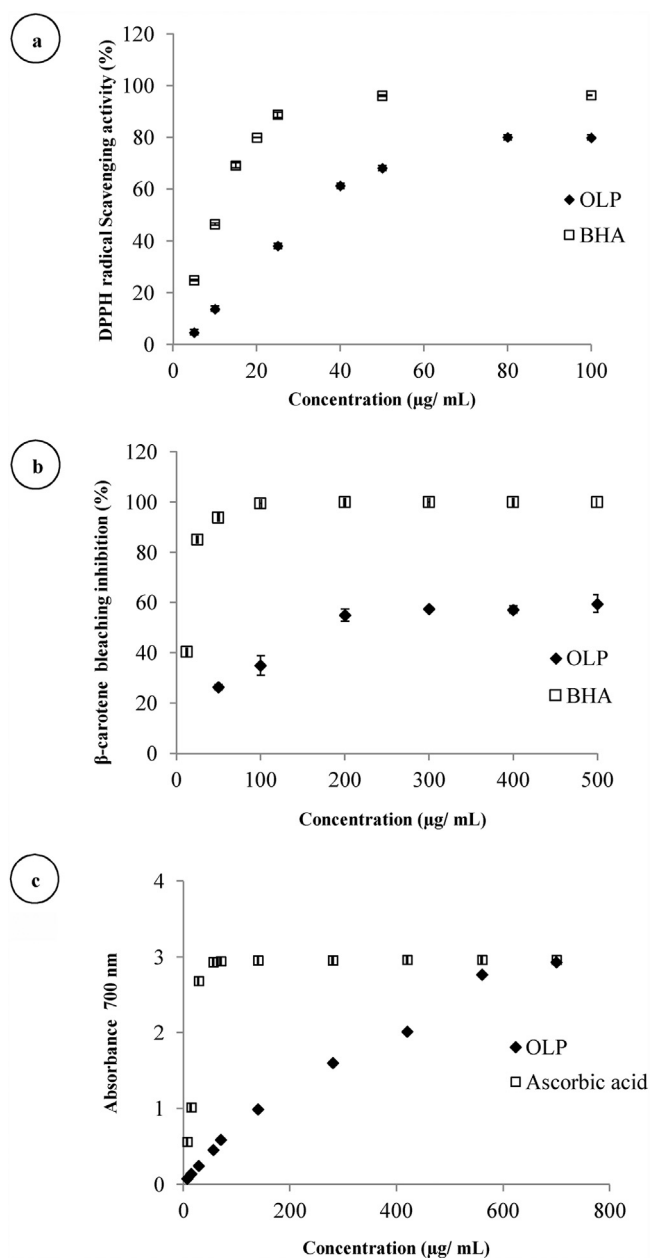 a
DPPH radical Scavenging activity (%)
120
100
80
60
40
20
0
0 20 40 60 80 100
Concentration (µg/ mL)
OLP
BHA
b
β-carotene bleaching inhibition (%)
120
100
80
60
40
20
0
0 100 200 300 400 500
Concentration (µg/ mL)
OLP
BHA
c
Absorbance 700 nm
4
3
2
1
0
0 200 400 600 800
Concentration (µg/ mL)
OLP
Ascorbic acid